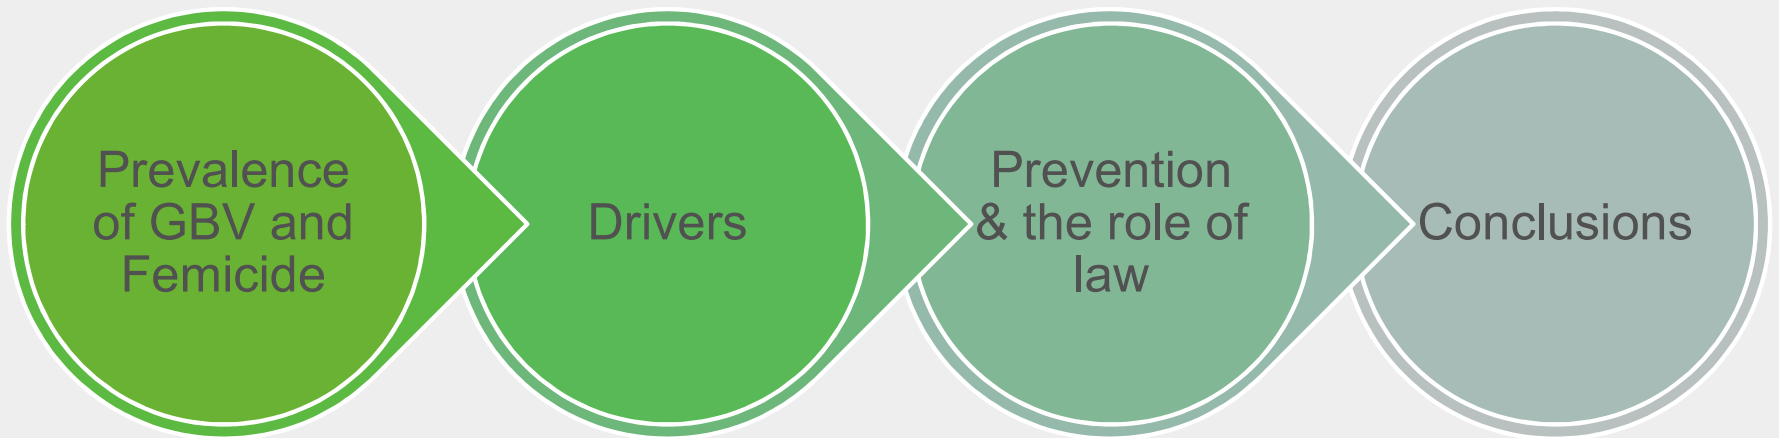 Prevalence
of GBV and
Femicide
Drivers
Prevention
& the role of
law
Conclusions